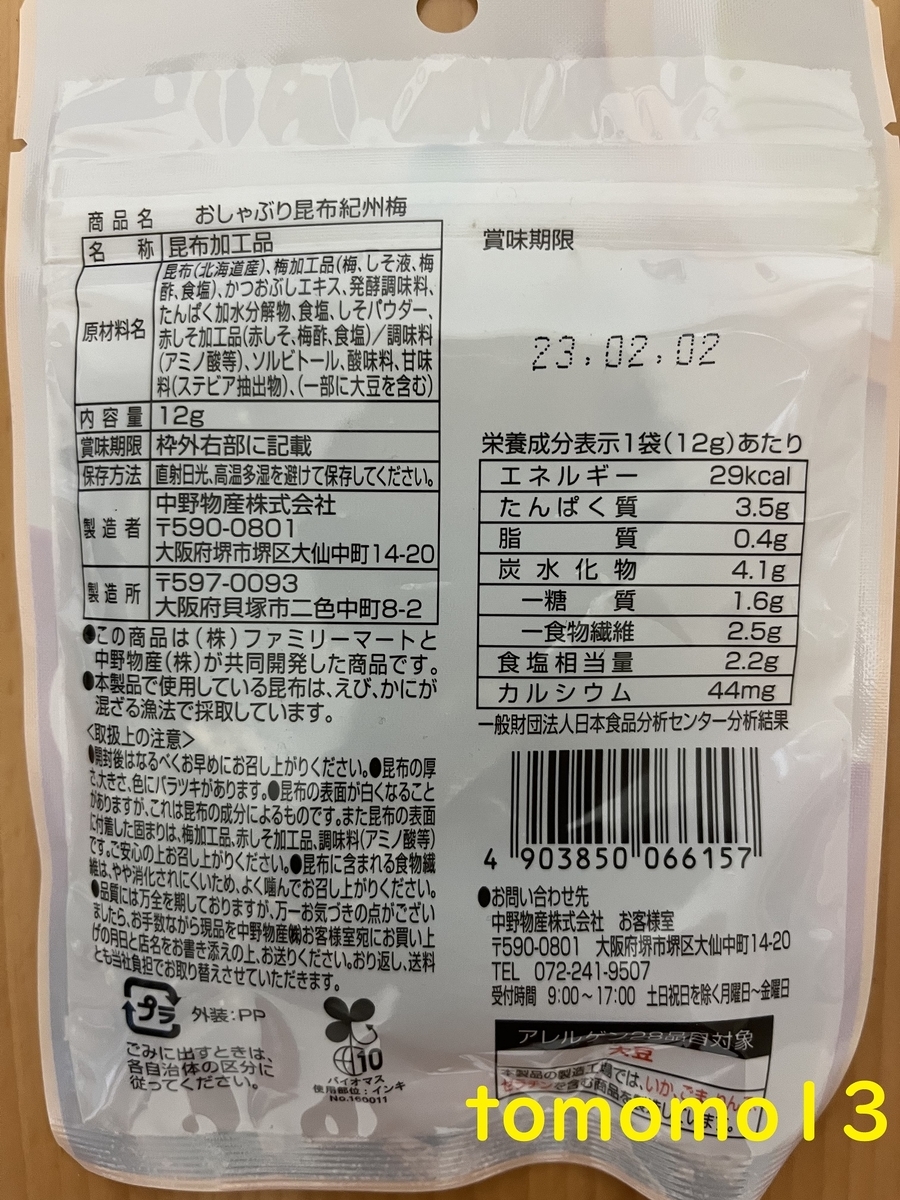 商品名 おしゃぶり昆布紀州梅
名称 昆布加工品
原材料名
昆布(北海道産)、梅加工品(梅、しそ液、梅
酢、食塩)、かつおぶしエキス、発酵調味料、
たんぱく加水分解物、食塩、しそパウダー、
赤しそ加工品(赤しそ、梅酢、食塩)/調味料
(アミノ酸等)、ソルビトール、酸味料、甘味
料(ステビア抽出物)、(一部に大豆を含む)
内容量 12g
賞味期限 枠外右部に記載
保存方法 直射日光、高温多湿を避けて保存してください。
製造者
中野物産株式会社
〒590-0801
大阪府堺市堺区大仙中町14-20
製造所
〒597-0093
大阪府貝塚市二色中町8-2
●この商品は(株)ファミリーマートと
中野物産(株)が共同開発した商品です。
●本製品で使用している昆布は、えび、かにが
混ざる漁法で採取しています。
<取扱上の注意>
●開封後はなるべくお早めにお召し上がりください。●昆布の厚
さ、大きさ、色にバラツキがあります。●昆布の表面が白くなること
がありますが、これは昆布の成分によるものです。また昆布の表面
に付着した固まりは、梅加工品、赤しそ加工品、調味料(アミノ酸等)
です。ご安心の上お召し上がりください。●昆布に含まれる食物繊
維は、やや消化されにくいため、よく噛んでお召し上がりください。
●品質には万全を期しておりますが、万一お気づきの点がござい
ましたら、お手数ながら現品を中野物産㈱お客様室宛にお買い上
げの月日と店名をお書き添えの上、お送りください。おり返し、送料
とも当社負担でお取り替えさせていただきます。
プラ 外装:PP
ごみに出すときは、
各自治体の区分に
従ってください。
10
バイオマス
使用部位:インキ
No.160011
賞味期限
23.02.02
栄養成分表示1袋(12g)あたり
エネルギー 29kcal
たんぱく質 3.5g
脂質 0.4g
炭水化物 4.1g
―糖質 1.6g
―食物繊維 2.5g
食塩相当量 2.2g
カルシウム 44mg
一般財団法人日本食品分析センター分析結果
4 903850 066157
●お問い合わせ先
中野物産株式会社 お客様室
〒590-0801 大阪府堺市堺区大仙中町14-20
TEL 072-241-9507
受付時間 9:00～17:00 土日祝日を除く月曜日～金曜日
アレルゲン28品目対象
大豆
本製品の製造工場では、いか、ごま、りん
ゼラチンを含む商品を
tomomo13